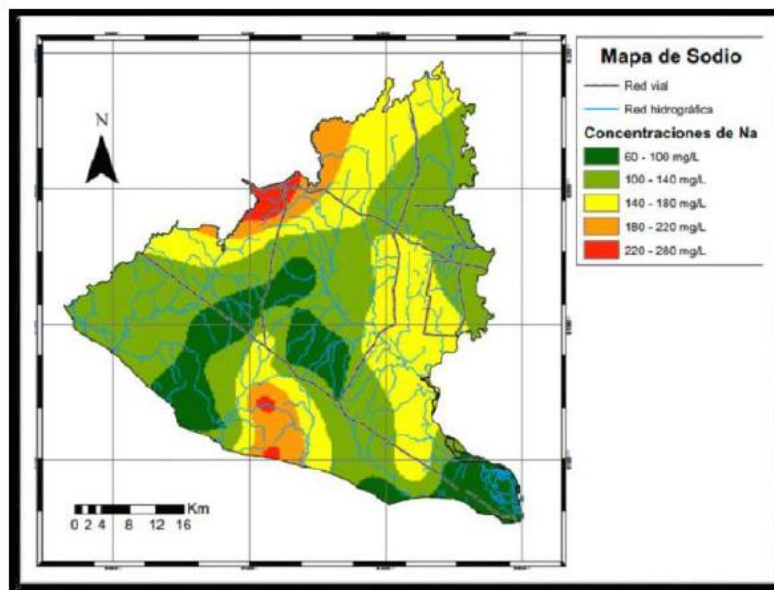 Mapa de Sodio
Red vial
Red hidrográfica
Concentraciones de Na
60 - 100 mg/L
100 - 140 mg/L
140 - 180 mg/L
180 - 220 mg/L
220 - 260 mg/L
N
Km
0 2 4 8 12 16